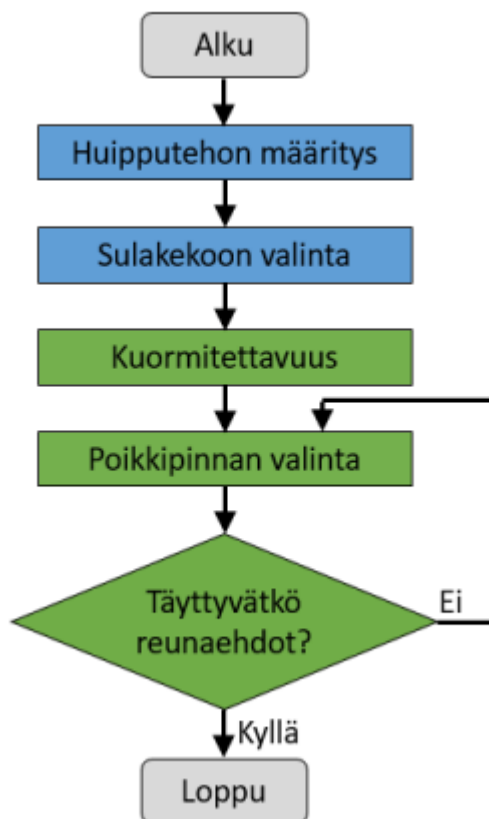 Alku
Huipputehon määritys
Sulakekoon valinta
Kuormitettavuus
Poikkipinnan valinta
Täyttyvätkö
reunaehdot?
Ei
Kyllä
Loppu